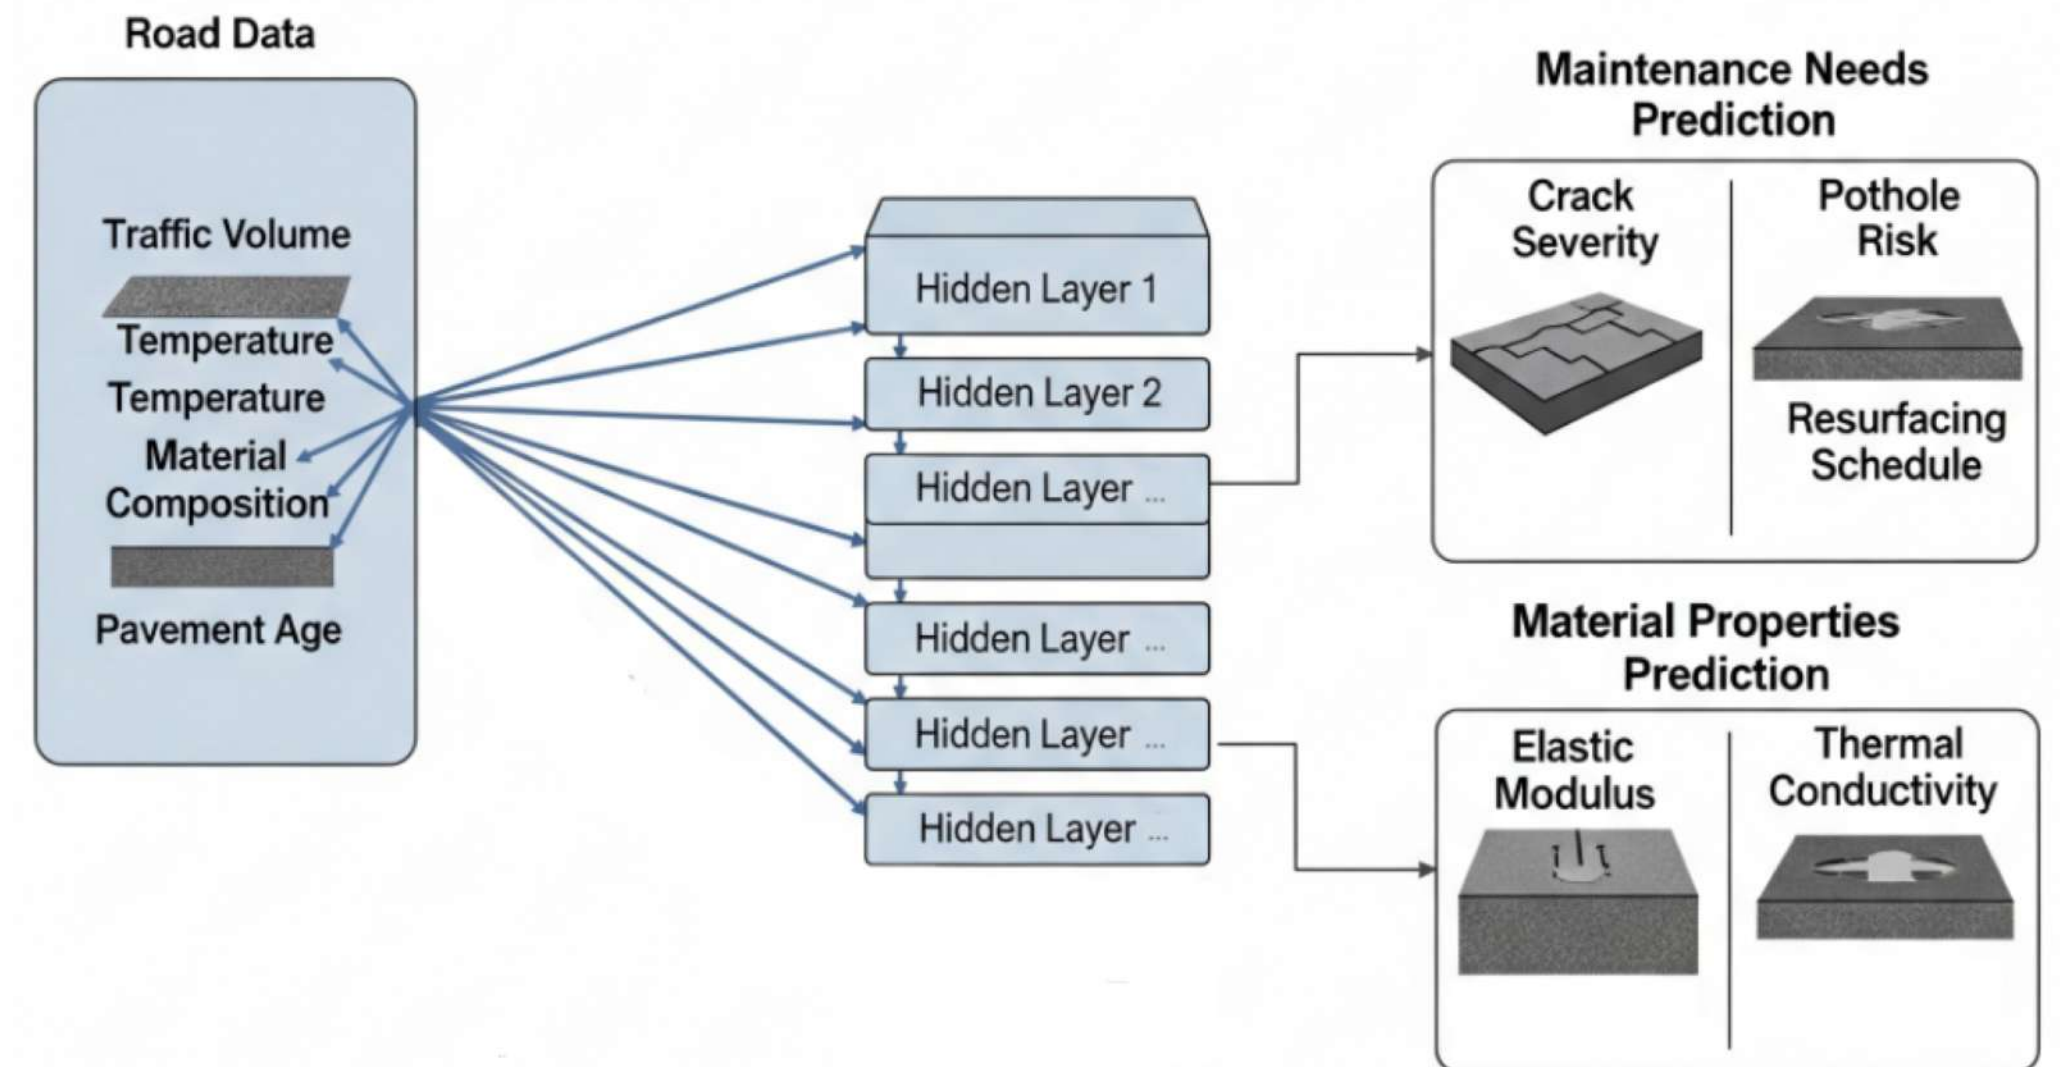 Road Data
Traffic Volume
Temperature
Temperature
Material
Composition
Pavement Age
Hidden Layer 1
Hidden Layer 2
Hidden Layer ...
Hidden Layer ...
Hidden Layer ...
Hidden Layer ...
Maintenance Needs
Prediction
Crack
Severity
Pothole
Risk
Resurfacing
Schedule
Material Properties
Prediction
Elastic
Modulus
Thermal
Conductivity